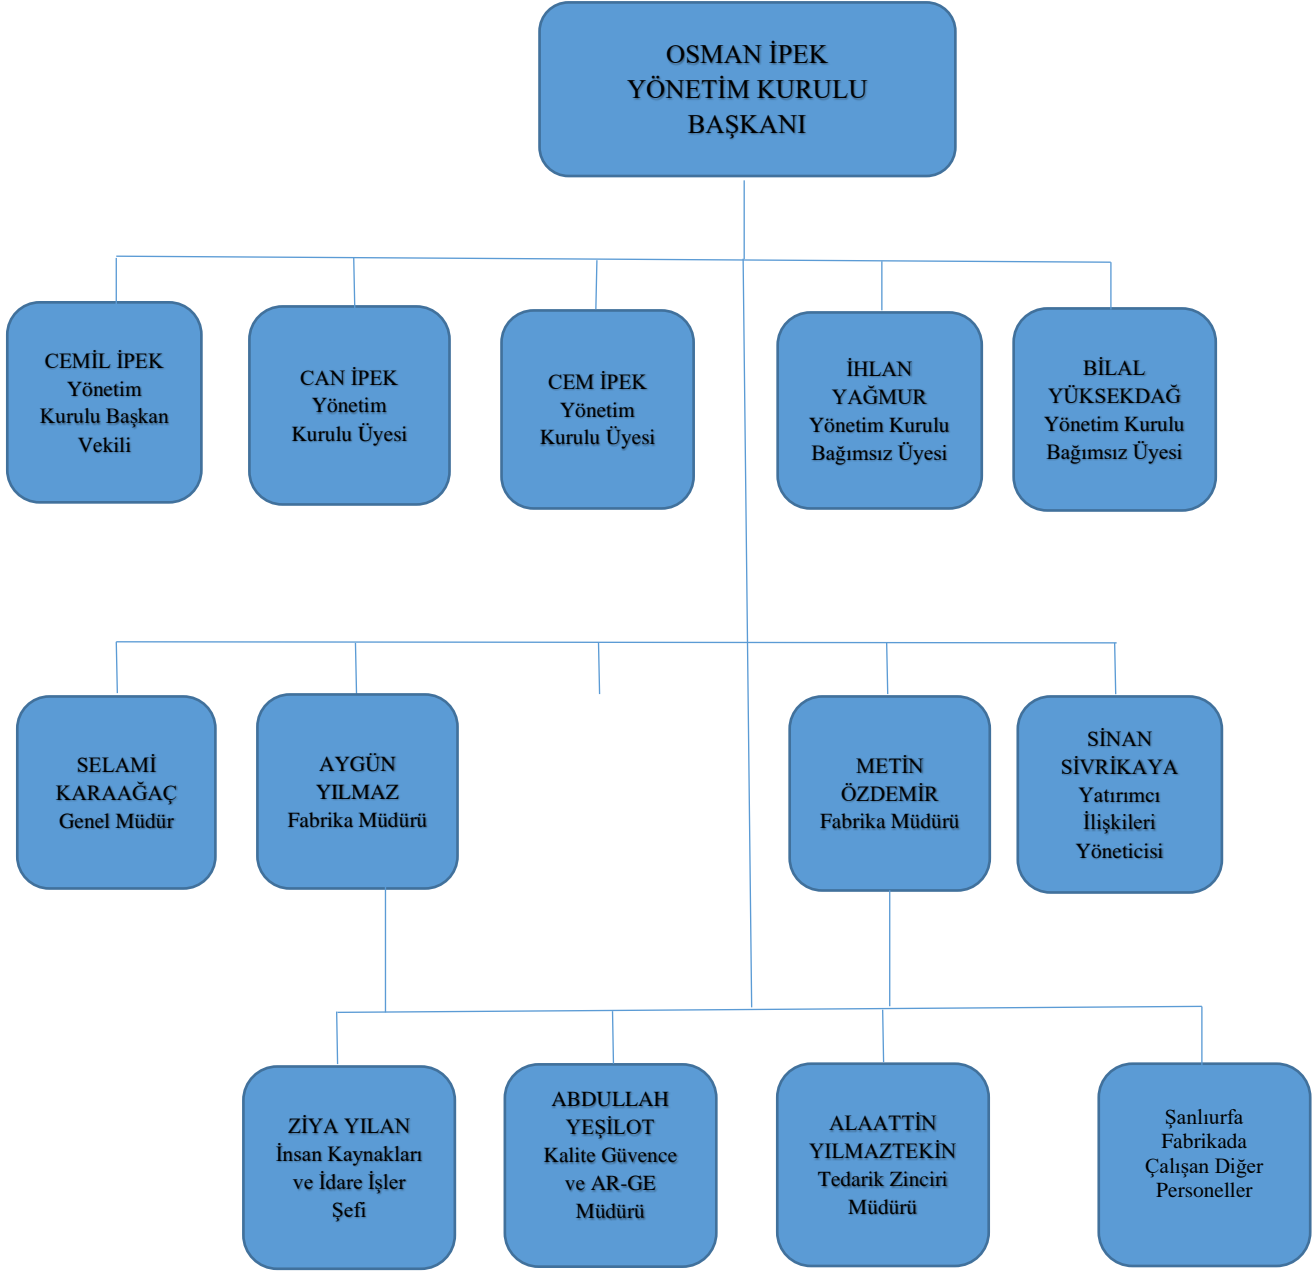 OSMAN İPEK
YÖNETİM KURULU
BAŞKANI
CEMİL İPEK
Yönetim
Kurulu Başkan
Vekili
CAN İPEK
Yönetim
Kurulu Üyesi
CEM İPEK
Yönetim
Kurulu Üyesi
İHLAN
YAĞMUR
Yönetim Kurulu
Bağımsız Üyesi
BİLAL
YÜKSEKDAĞ
Yönetim Kurulu
Bağımsız Üyesi
SELAMİ
KARAAĞAÇ
Genel Müdür
AYGÜN
YILMAZ
Fabrika Müdürü
METİN
ÖZDEMİR
Fabrika Müdürü
SİNAN
SİVRİKAYA
Yatırımcı
İlişkileri
Yöneticisi
ZİYA YILAN
İnsan Kaynakları
ve İdare İşler
Şefi
ABDULLAH
YEŞİLOT
Kalite Güvence
ve AR-GE
Müdürü
ALAATTİN
YILMAZTEKİN
Tedarik Zinciri
Müdürü
Şanlıurfa
Fabrikada
Çalışan Diğer
Personeller